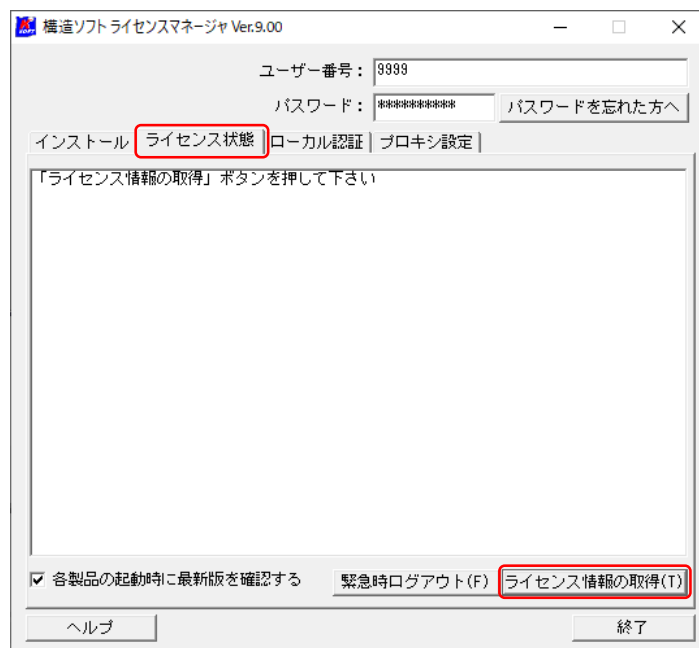 構造ソフトライセンスマネージャ Ver.9.00
ユーザー番号： 9999
パスワード： ********** パスワードを忘れた方へ
インストール ライセンス状態 ローカル認証 プロキシ設定
「ライセンス情報の取得」ボタンを押して下さい
各製品の起動時に最新版を確認する 緊急時ログアウト(F) ライセンス情報の取得(T)
ヘルプ 終了